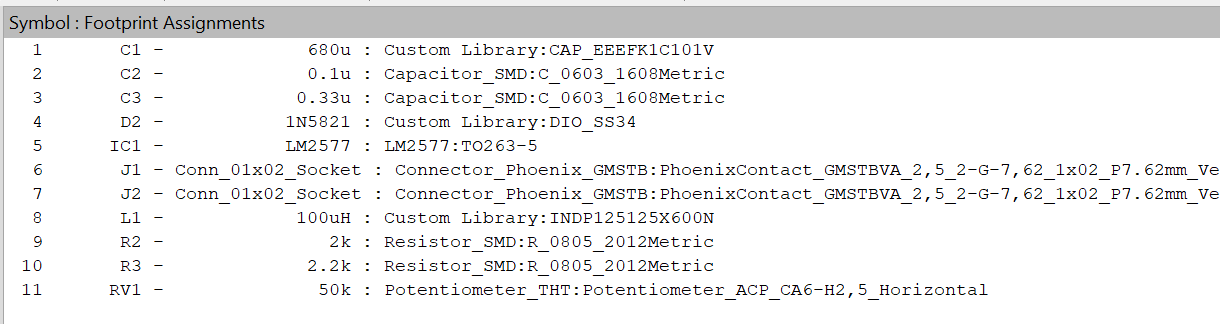 Symbol : Footprint Assignments
1 C1 - 680u : Custom Library:CAP_EEEFK1C101V
2 C2 - 0.1u : Capacitor_SMD:C_0603_1608Metric
3 C3 - 0.33u : Capacitor_SMD:C_0603_1608Metric
4 D2 - 1N5821 : Custom Library:DIO_SS34
5 IC1 - LM2577 : LM2577:TO263-5
6 J1 - Conn_01x02_Socket : Connector_Phoenix_GMSTB:PhoenixContact_GMSTBVA_2,5_2-G-7,62_1x02_P7.62mm_Ve
7 J2 - Conn_01x02_Socket : Connector_Phoenix_GMSTB:PhoenixContact_GMSTBVA_2,5_2-G-7,62_1x02_P7.62mm_Ve
8 L1 - 100uH : Custom Library:INDP125125X600N
9 R2 - 2k : Resistor_SMD:R_0805_2012Metric
10 R3 - 2.2k : Resistor_SMD:R_0805_2012Metric
11 RV1 - 50k : Potentiometer_THT:Potentiometer_ACP_CA6-H2,5_Horizontal